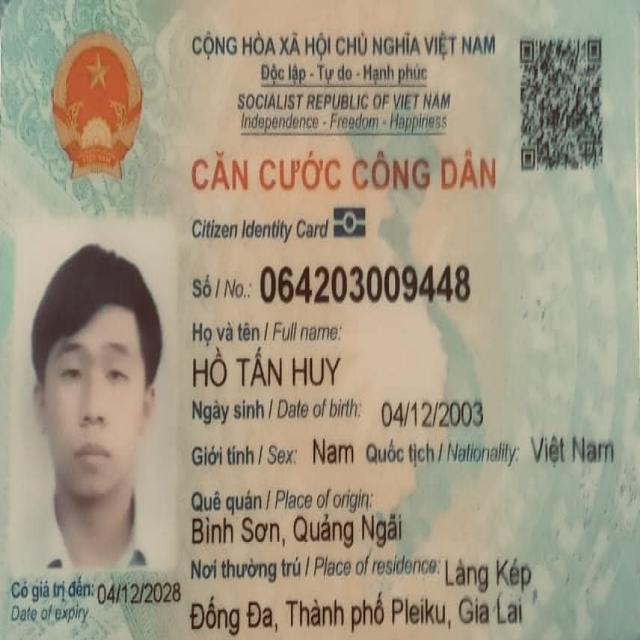 CỘNG HÒA XÃ HỘI CHỦ NGHĨA VIỆT NAM
Độc lập - Tự do - Hạnh phúc
SOCIALIST REPUBLIC OF VIET NAM
Independence - Freedom - Happiness
CĂN CƯỚC CÔNG DÂN
Citizen Identity Card
Số / No.: 064203009448
Họ và tên / Full name:
HỒ TẤN HUY
Ngày sinh / Date of birth: 04/12/2003
Giới tính / Sex: Nam Quốc tịch / Nationality: Việt Nam
Quê quán / Place of origin:
Bình Sơn, Quảng Ngãi
Nơi thường trú / Place of residence: Làng Kép
Đống Đa, Thành phố Pleiku, Gia Lai
Có giá trị đến: 04/12/2028
Date of expiry